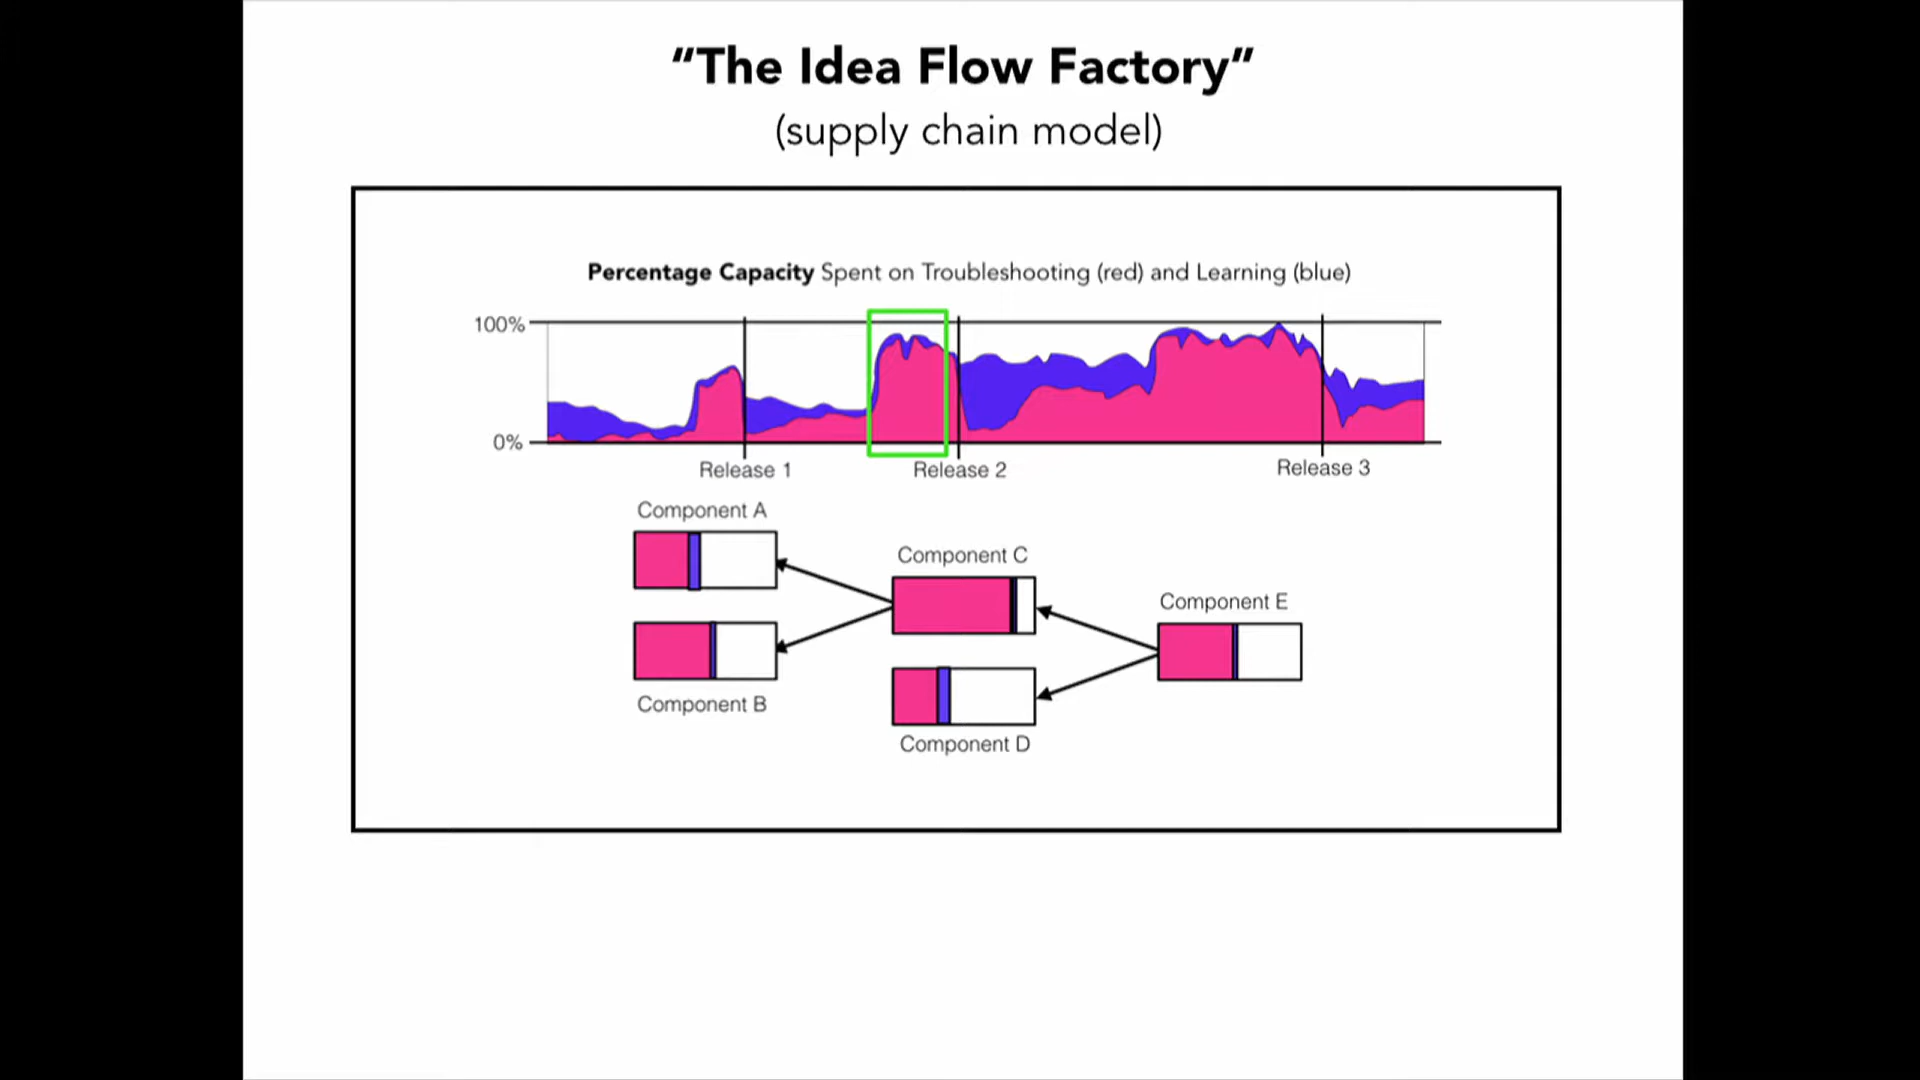 “The Idea Flow Factory”
(supply chain model)
Percentage Capacity Spent on Troubleshooting (red) and Learning (blue)
100%
0%
Release 1
Release 2
Release 3
Component A
Component C
Component E
Component B
Component D